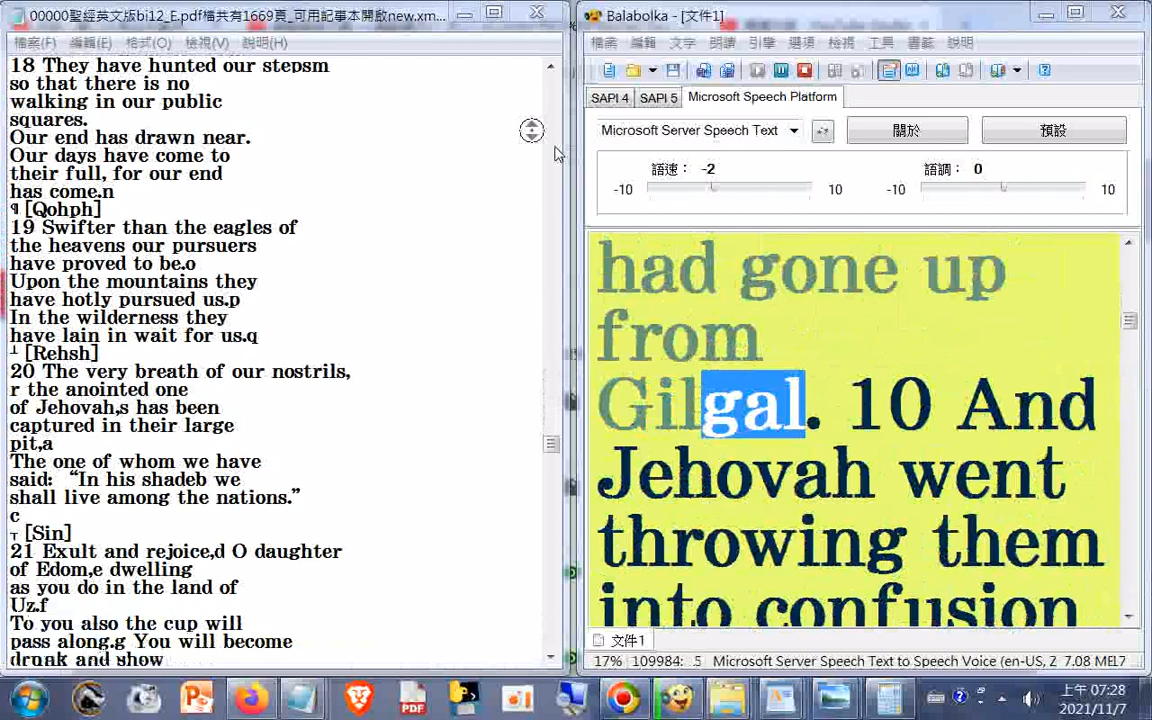 00000聖經英文版bi12_E.pdf檔共有1669頁_可用記事本開啟new.xm...
檔案(F) 編輯(E) 格式(O) 檢視(V) 說明(H)
18 They have hunted our stepsm
so that there is no
walking in our public
squares.
Our end has drawn near.
Our days have come to
their full, for our end
has come,n
¶ [Qohph]
19 Swifter than the eagles of
the heavens our pursuers
have proved to be.o
Upon the mountains they
have hotly pursued us.p
In the wilderness they
have lain in wait for us.q
[Rehsh]
20 The very breath of our nostrils,
r the anointed one
of Jehovah,s has been
captured in their large
pit,a
The one of whom we have
said: “In his shadeb we
shall live among the nations.”
c
[Sin]
21 Exult and rejoice,d O daughter
of Edom,e dwelling
as you do in the land of
Uz.f
To you also the cup will
pass along.g You will become
drunk and show
Balabolka - [文件1]
檔案 編輯 文字 朗讀 引擎 選項 檢視 工具 書籤 說明
SAPI 4 SAPI 5 Microsoft Speech Platform
Microsoft Server Speech Text 關於 預設
語速： -2 語調： 0
-10 10 -10 10
had gone up
from
Gilgal. 10 And
Jehovah went
throwing them
into confusion
文件1
17% 109984: .5 Microsoft Server Speech Text to Speech Voice (en-US, Z 7.08 MEL7
PDF
上午 07:28
2021/11/7